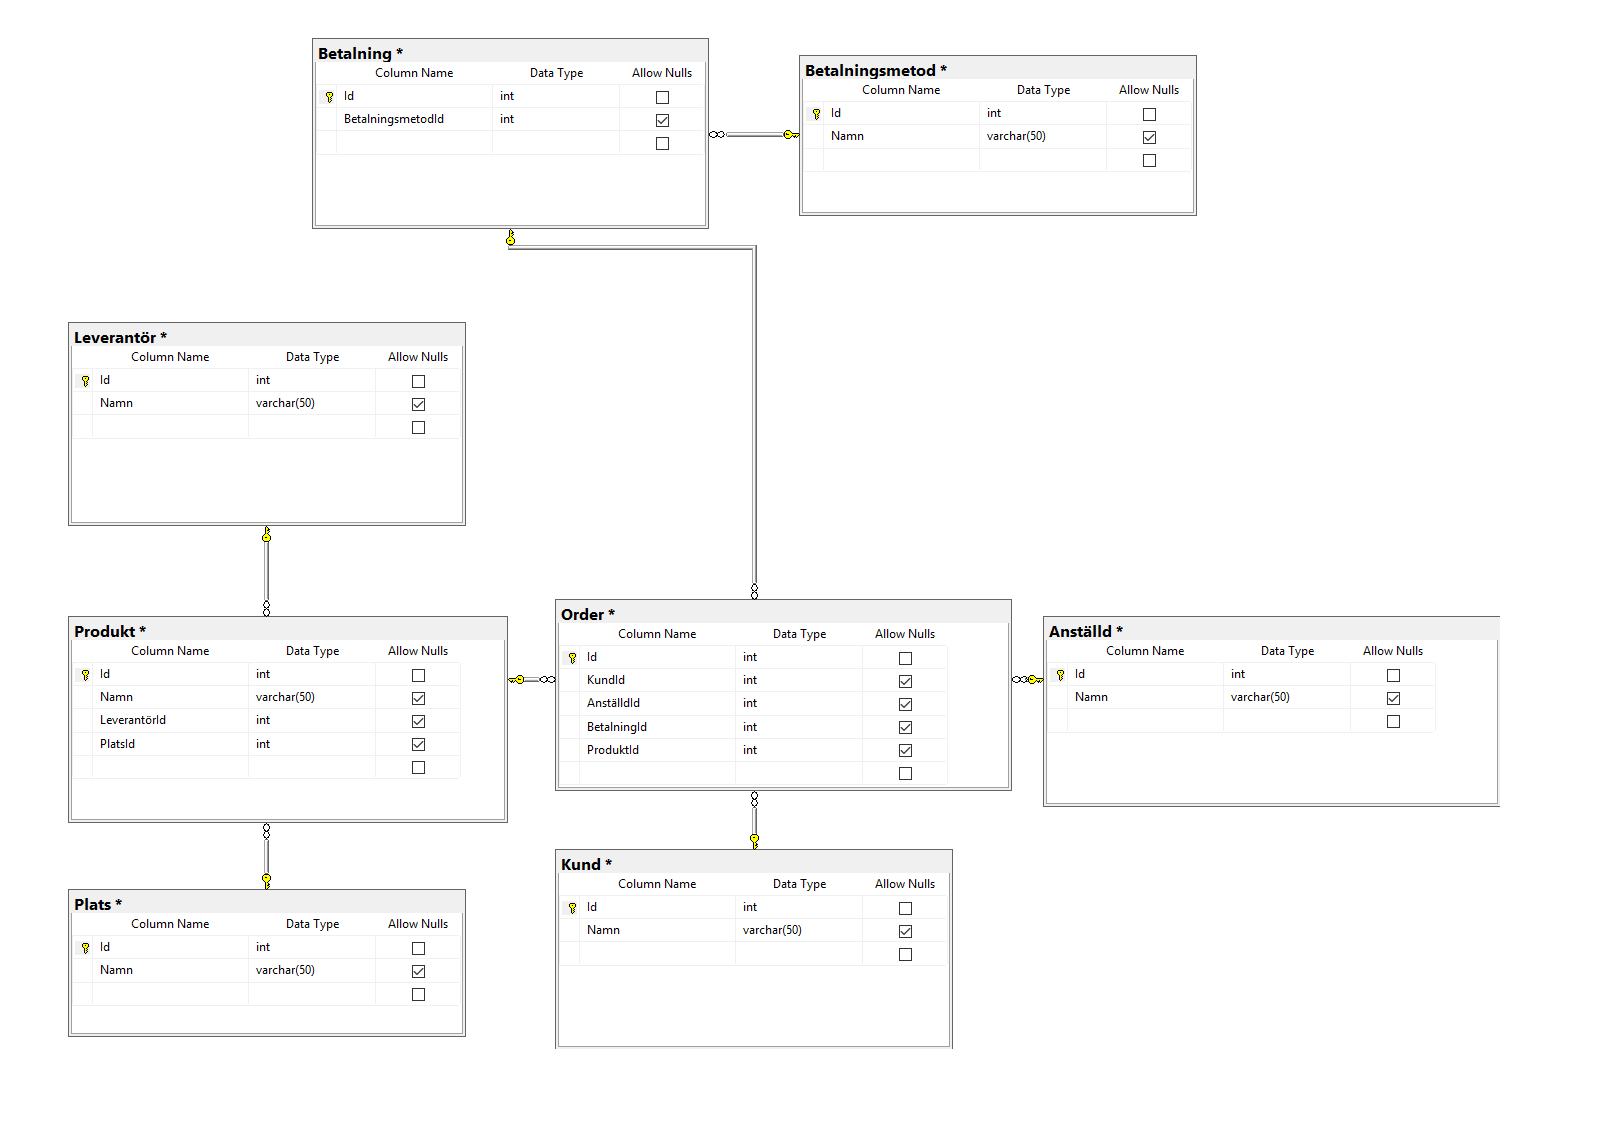 Betalning *
Column Name Data Type Allow Nulls
Id int
BetalningsmetodId int
Betalningsmetod *
Column Name Data Type Allow Nulls
Id int
Namn varchar(50)
Leverantör *
Column Name Data Type Allow Nulls
Id int
Namn varchar(50)
Produkt *
Column Name Data Type Allow Nulls
Id int
Namn varchar(50)
LeverantörId int
PlatsId int
Order *
Column Name Data Type Allow Nulls
Id int
KundId int
AnställdId int
BetalningId int
ProduktId int
Anställd *
Column Name Data Type Allow Nulls
Id int
Namn varchar(50)
Plats *
Column Name Data Type Allow Nulls
Id int
Namn varchar(50)
Kund *
Column Name Data Type Allow Nulls
Id int
Namn varchar(50)